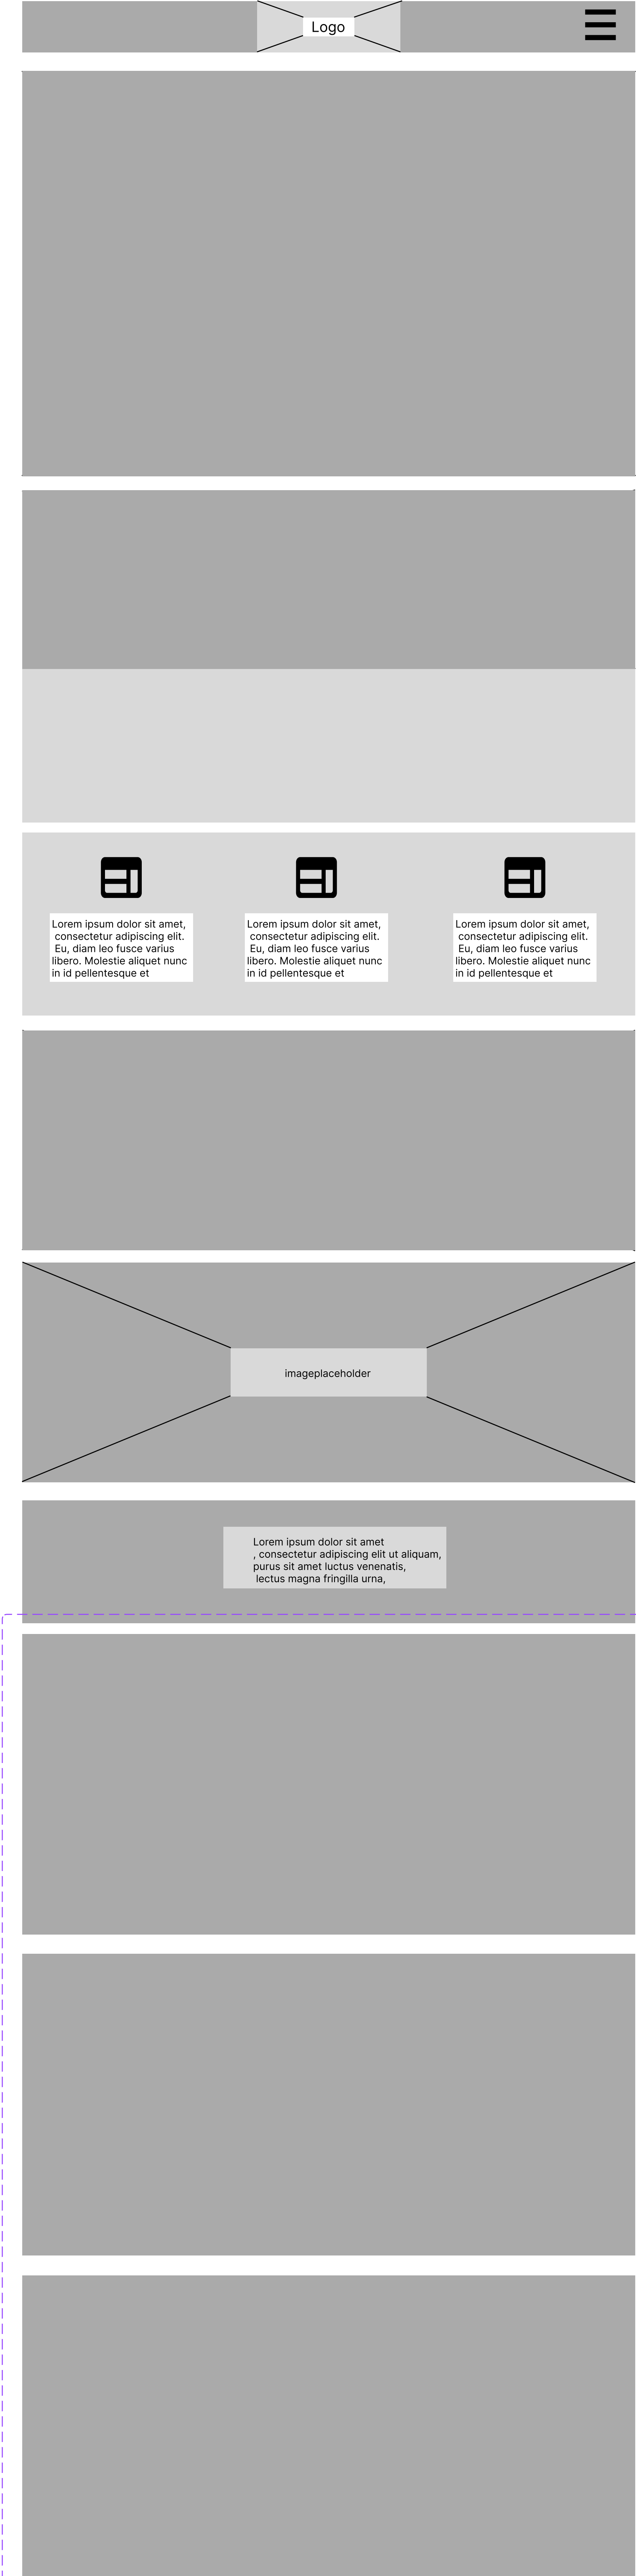 Logo
Lorem ipsum dolor sit amet,
consectetur adipiscing elit.
Eu, diam leo fusce varius
libero. Molestie aliquet nunc
in id pellentesque et
Lorem ipsum dolor sit amet,
consectetur adipiscing elit.
Eu, diam leo fusce varius
libero. Molestie aliquet nunc
in id pellentesque et
Lorem ipsum dolor sit amet,
consectetur adipiscing elit.
Eu, diam leo fusce varius
libero. Molestie aliquet nunc
in id pellentesque et
imageplaceholder
Lorem ipsum dolor sit amet
, consectetur adipiscing elit ut aliquam,
purus sit amet luctus venenatis,
lectus magna fringilla urna,